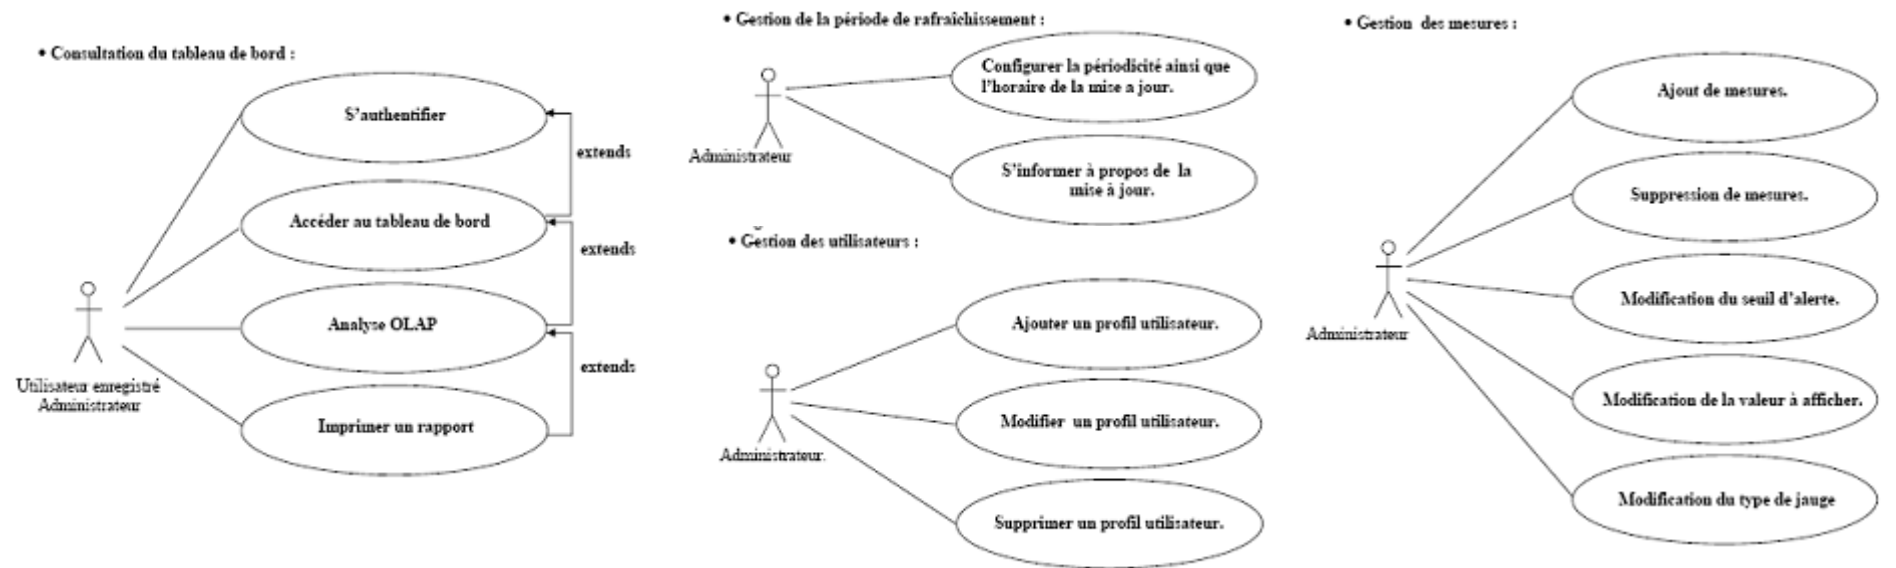 • Consultation du tableau de bord :
S'authentifier
extends
Accéder au tableau de bord
extends
Analyse OLAP
extends
Utilisateur enregistré
Administrateur
Imprimer un rapport
• Gestion de la période de rafraîchissement :
Configurer la périodicité ainsi que
l'horaire de la mise a jour.
Administrateur
S'informer à propos de la
mise à jour.
• Gestion des utilisateurs :
Ajouter un profil utilisateur.
Modifier un profil utilisateur.
Administrateur.
Supprimer un profil utilisateur.
• Gestion des mesures :
Ajout de mesures.
Suppression de mesures.
Modification du seuil d'alerte.
Administrateur
Modification de la valeur à afficher.
Modification du type de jauge